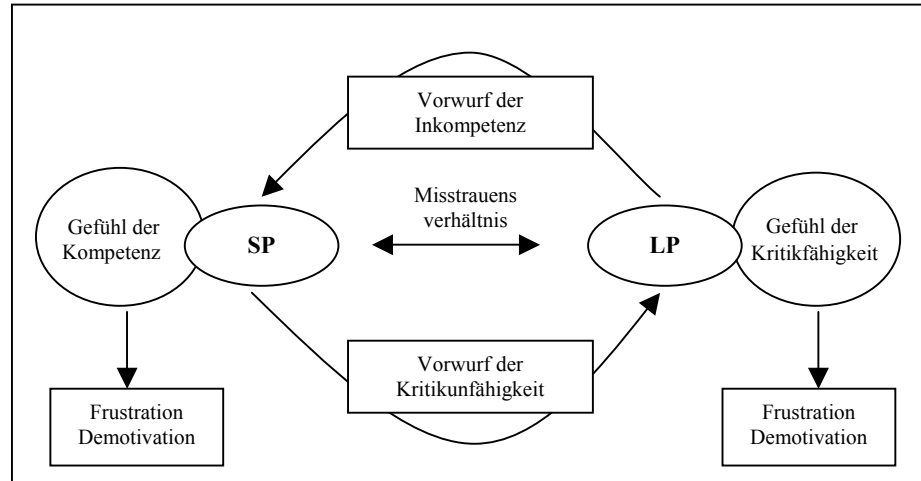 Vorwurf der
Inkompetenz
Misstrauens
verhältnis
Gefühl der
Kompetenz
SP
LP
Gefühl der
Kritikfähigkeit
Vorwurf der
Kritikunfähigkeit
Frustration
Demotivation
Frustration
Demotivation